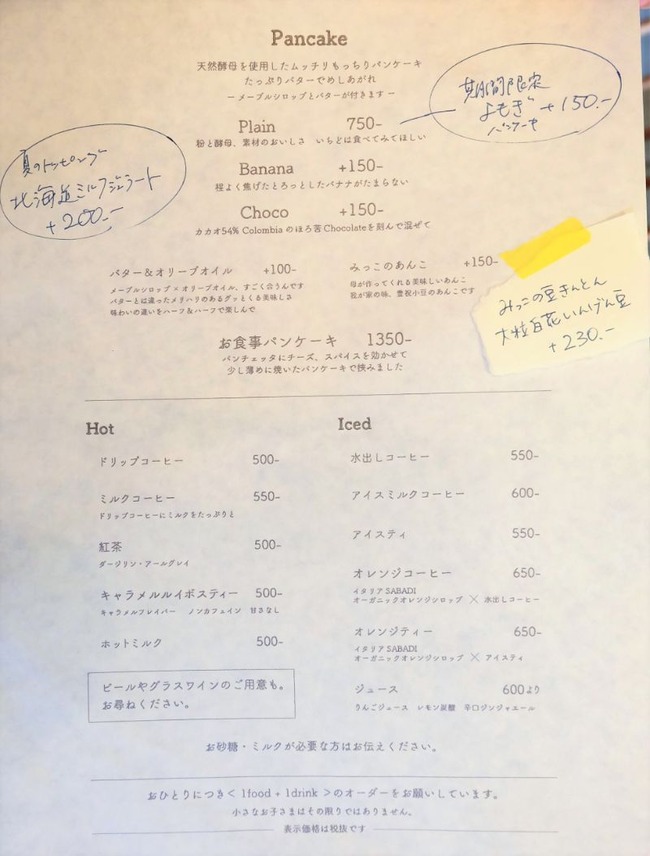 Pancake
天然酵母を使用したムッチリもっちりパンケーキ
たっぷりバターでめしあがれ
ーメープルシロップとバターが付きますー
期間限定
よもぎ
パンケーキ
+150.-
Plain 750-
粉と酵母、素材のおいしさ いちどは食べてみてほしい
夏のトッピング
北海道ミルクジェラート
+200.-
Banana +150-
程よく焦げたとろっとしたバナナがたまらない
Choco +150-
カカオ54% Colombia のほろ苦 Chocolateを刻んで混ぜて
バター&オリーブオイル +100-
メープルシロップ×オリーブオイル、すごく合うんです
バターとは違ったメリハリのあるグッとくる美味しさ
味わいの違いをハーフ&ハーフで楽しんで
みっこのあんこ +150-
母が作ってくれる美味しいあんこ
我が家の味、豊祝小豆のあんこです
みっこの豆きんとん
大粒白花いんげん豆
+230.-
お食事パンケーキ 1350-
パンチェッタにチーズ、スパイスを効かせて
少し薄めに焼いたパンケーキで挟みました
Hot
ドリップコーヒー 500-
ミルクコーヒー 550-
ドリップコーヒーにミルクをたっぷりと
紅茶 500-
ダージリン・アールグレイ
キャラメルルイボスティー 500-
キャラメルフレイバー ノンカフェイン 甘さなし
ホットミルク 500-
ビールやグラスワインのご用意も。
お尋ねください。
Iced
水出しコーヒー 550-
アイスミルクコーヒー 600-
アイスティ 550-
オレンジコーヒー 650-
イタリアSABADI
オーガニックオレンジシロップ × 水出しコーヒー
オレンジティー 650-
イタリアSABADI
オーガニックオレンジシロップ × アイスティ
ジュース 600より
りんごジュース レモン炭酸 辛口ジンジャエール
お砂糖・ミルクが必要な方はお伝えください。
おひとりにつき< 1food + 1drink >のオーダーをお願いしています。
小さなお子さまはその限りではありません。
表示価格は税抜です